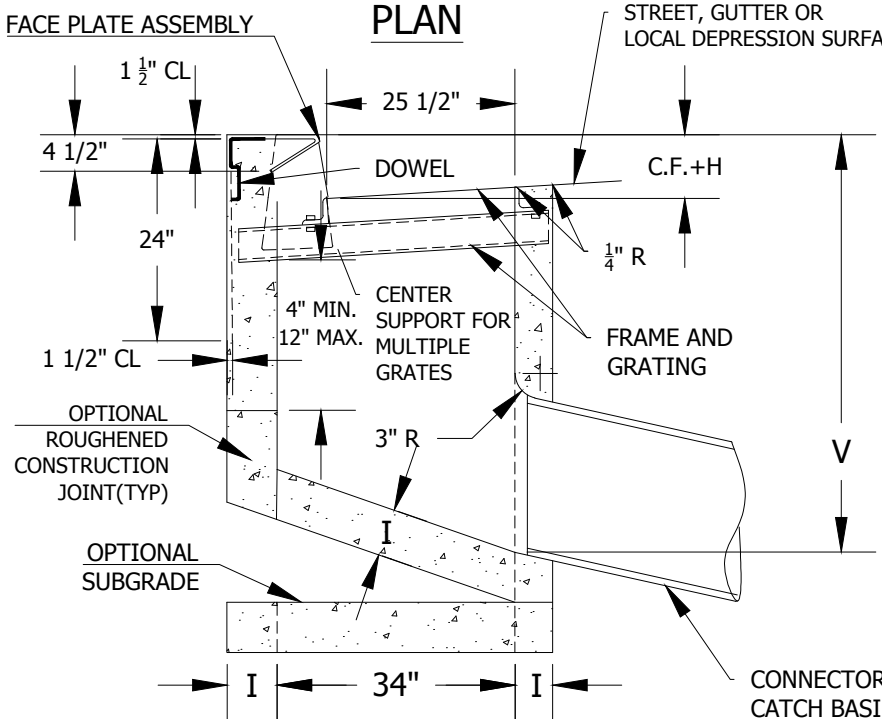 PLAN
FACE PLATE ASSEMBLY
STREET, GUTTER OR
LOCAL DEPRESSION SURFA
1 1/2" CL
25 1/2"
4 1/2"
DOWEL
C.F.+H
24"
1/4" R
4" MIN.
12" MAX.
CENTER
SUPPORT FOR
MULTIPLE
GRATES
FRAME AND
GRATING
1 1/2" CL
OPTIONAL
ROUGHENED
CONSTRUCTION
JOINT(TYP)
3" R
V
I
OPTIONAL
SUBGRADE
I
34"
I
CONNECTOR
CATCH BASI